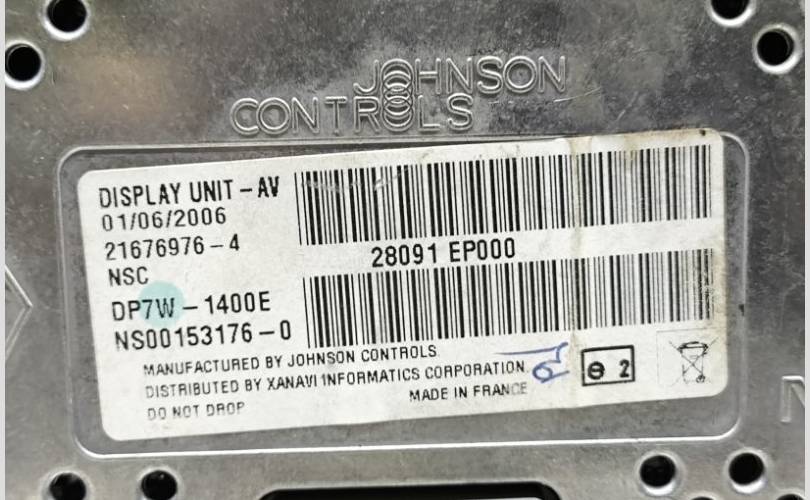 JOHNSON
CONTROLS
DISPLAY UNIT - AV
01/06/2006
21676976 - 4
28091 EP000
NSC
DP7W - 1400E
NS00153176 - 0
MANUFACTURED BY JOHNSON CONTROLS.
DISTRIBUTED BY XANAVI INFORMATICS CORPORATION.
MADE IN FRANCE
DO NOT DROP
2